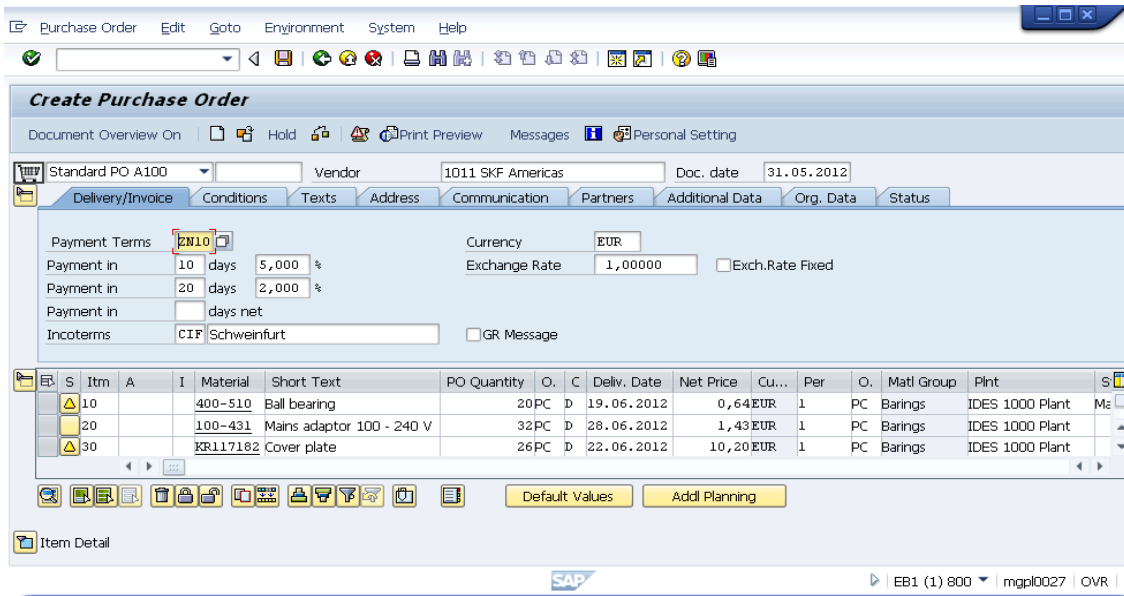 Purchase Order Edit Goto Environment System Help
Create Purchase Order
Document Overview On Hold Print Preview Messages Personal Setting
Standard PO A100 Vendor 1011 SKF Americas Doc. date 31.05.2012
Delivery/Invoice Conditions Texts Address Communication Partners Additional Data Org. Data Status
Payment Terms ZN10 Currency EUR
Payment in 10 days 5,000 % Exchange Rate 1,00000 Exch.Rate Fixed
Payment in 20 days 2,000 %
Payment in days net
Incoterms CIF Schweinfurt GR Message
S Itm A I Material Short Text PO Quantity O. C Deliv. Date Net Price Cu... Per O. Matl Group Plnt S
10 400-510 Ball bearing 20 PC D 19.06.2012 0,64 EUR 1 PC Barings IDES 1000 Plant Ma
20 100-431 Mains adaptor 100 - 240 V 32 PC D 28.06.2012 1,43 EUR 1 PC Barings IDES 1000 Plant
30 KR117182 Cover plate 26 PC D 22.06.2012 10,20 EUR 1 PC Barings IDES 1000 Plant
Default Values Addl Planning
Item Detail
SAP EB1 (1) 800 mgpl0027 OVR